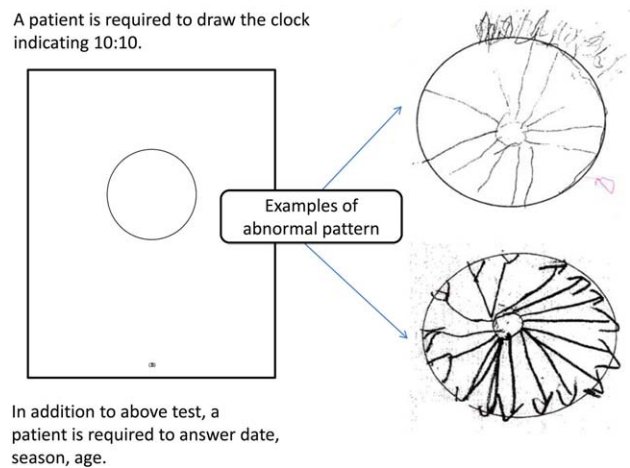 A patient is required to draw the clock
indicating 10:10.
Examples of
abnormal pattern
In addition to above test, a
patient is required to answer date,
season, age.